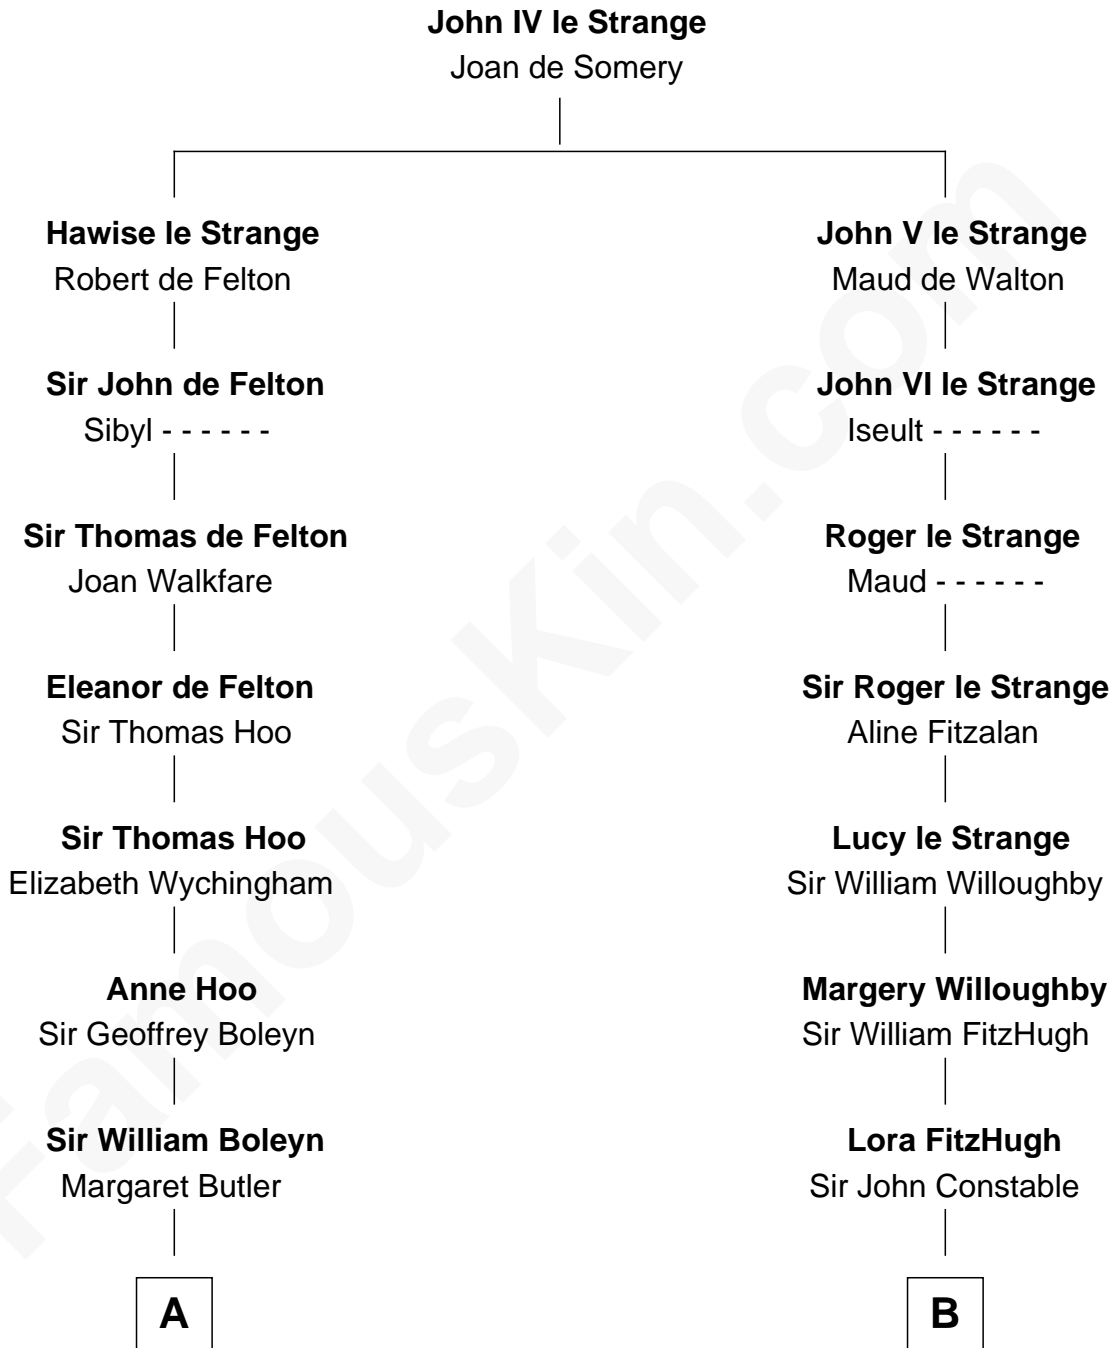 John IV le Strange
Joan de Somery
Hawise le Strange
Robert de Felton
John V le Strange
Maud de Walton
Sir John de Felton
Sibyl - - - - - -
John VI le Strange
Iseult - - - - - -
Sir Thomas de Felton
Joan Walkfare
Roger le Strange
Maud - - - - - -
Eleanor de Felton
Sir Thomas Hoo
Sir Roger le Strange
Aline Fitzalan
Sir Thomas Hoo
Elizabeth Wychingham
Lucy le Strange
Sir William Willoughby
Anne Hoo
Sir Geoffrey Boleyn
Margery Willoughby
Sir William FitzHugh
Sir William Boleyn
Margaret Butler
Lora FitzHugh
Sir John Constable
A
B
FamousKin.com